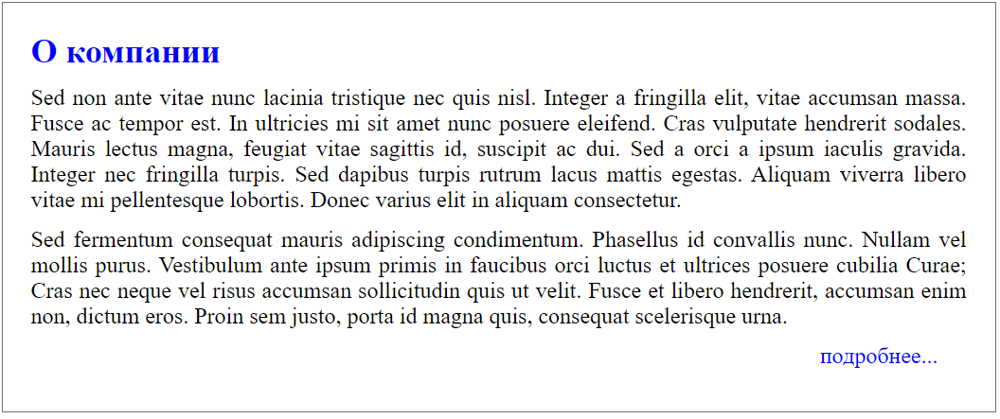 О компании
Sed non ante vitae nunc lacinia tristique nec quis nisl. Integer a fringilla elit, vitae accumsan massa.
Fusce ac tempor est. In ultricies mi sit amet nunc posuere eleifend. Cras vulputate hendrerit sodales.
Mauris lectus magna, feugiat vitae sagittis id, suscipit ac dui. Sed a orci a ipsum iaculis gravida.
Integer nec fringilla turpis. Sed dapibus turpis rutrum lacus mattis egestas. Aliquam viverra libero
vitae mi pellentesque lobortis. Donec varius elit in aliquam consectetur.
Sed fermentum consequat mauris adipiscing condimentum. Phasellus id convallis nunc. Nullam vel
mollis purus. Vestibulum ante ipsum primis in faucibus orci luctus et ultrices posuere cubilia Curae;
Cras nec neque vel risus accumsan sollicitudin quis ut velit. Fusce et libero hendrerit, accumsan enim
non, dictum eros. Proin sem justo, porta id magna quis, consequat scelerisque urna.
подробнее...